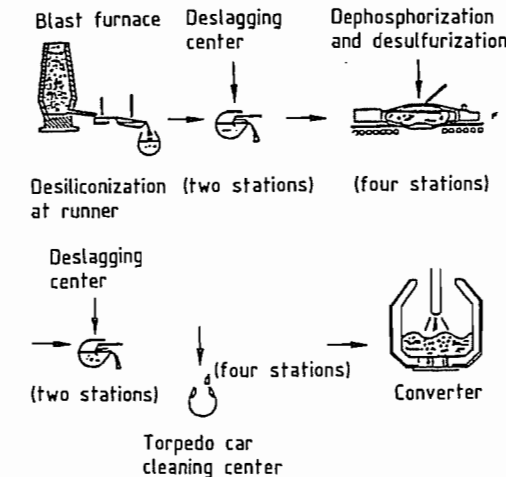 Blast furnace
Deslagging
center
Dephosphorization
and desulfurization
Desiliconization
at runner
(two stations)
(four stations)
Deslagging
center
(two stations)
(four stations)
Torpedo car
cleaning center
Converter